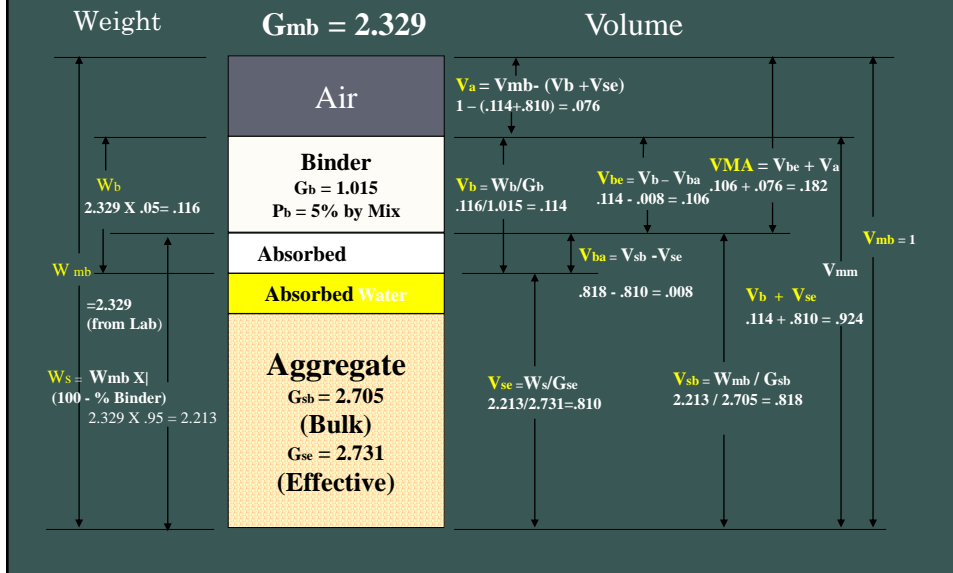 Weight
Gmb = 2.329
Volume
Air
Va = Vmb- (Vb +Vse)
1 – (.114+.810) = .076
Wb
2.329 X .05= .116
Binder
Gb = 1.015
Pb = 5% by Mix
Vb = Wb/Gb
.116/1.015 = .114
Vbe = Vb – Vba
.114 - .008 = .106
VMA = Vbe + Va
.106 + .076 = .182
Vmb = 1
Absorbed
Vba = Vsb -Vse
.818 - .810 = .008
Vmm
W mb
=2.329
(from Lab)
Absorbed Water
Vb + Vse
.114 + .810 = .924
Ws = Wmb X|
(100 - % Binder)
2.329 X .95 = 2.213
Aggregate
Gsb = 2.705
(Bulk)
Gse = 2.731
(Effective)
Vse =Ws/Gse
2.213/2.731=.810
Vsb = Wmb / Gsb
2.213 / 2.705 = .818